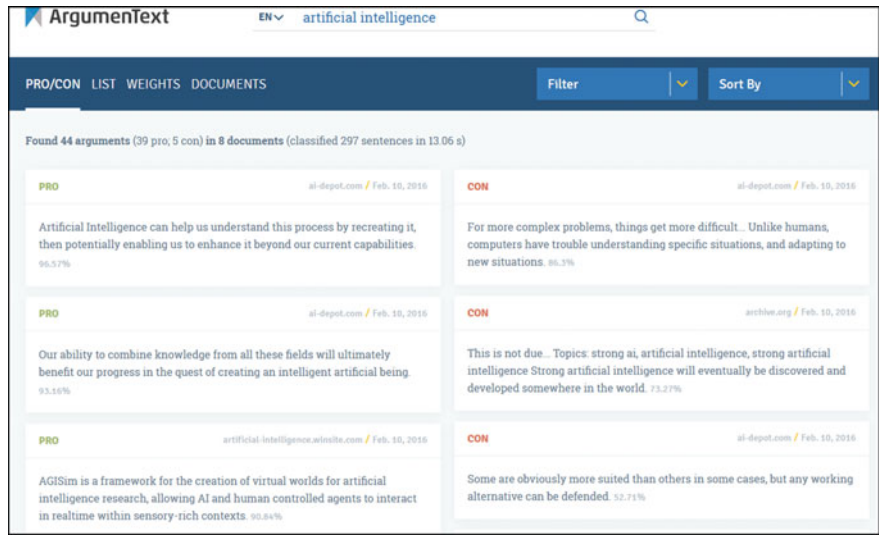 ArgumenText
EN
artificial intelligence
PRO/CON LIST WEIGHTS DOCUMENTS
Filter
Sort By
Found 44 arguments (39 pro; 5 con) in 8 documents (classified 297 sentences in 13.06 s)
PRO
ai-depot.com / Feb. 10, 2016
Artificial Intelligence can help us understand this process by recreating it,
then potentially enabling us to enhance it beyond our current capabilities.
96.57%
CON
ai-depot.com / Feb. 10, 2016
For more complex problems, things get more difficult... Unlike humans,
computers have trouble understanding specific situations, and adapting to
new situations. 86.3%
PRO
ai-depot.com / Feb. 10, 2016
Our ability to combine knowledge from all these fields will ultimately
benefit our progress in the quest of creating an intelligent artificial being.
93.16%
CON
archive.org / Feb. 10, 2016
This is not due... Topics: strong ai, artificial intelligence, strong artificial
intelligence Strong artificial intelligence will eventually be discovered and
developed somewhere in the world. 73.27%
PRO
artificial-intelligence.winsite.com / Feb. 10, 2016
AGISim is a framework for the creation of virtual worlds for artificial
intelligence research, allowing AI and human controlled agents to interact
in realtime within sensory-rich contexts. 90.84%
CON
ai-depot.com / Feb. 10, 2016
Some are obviously more suited than others in some cases, but any working
alternative can be defended. 52.71%